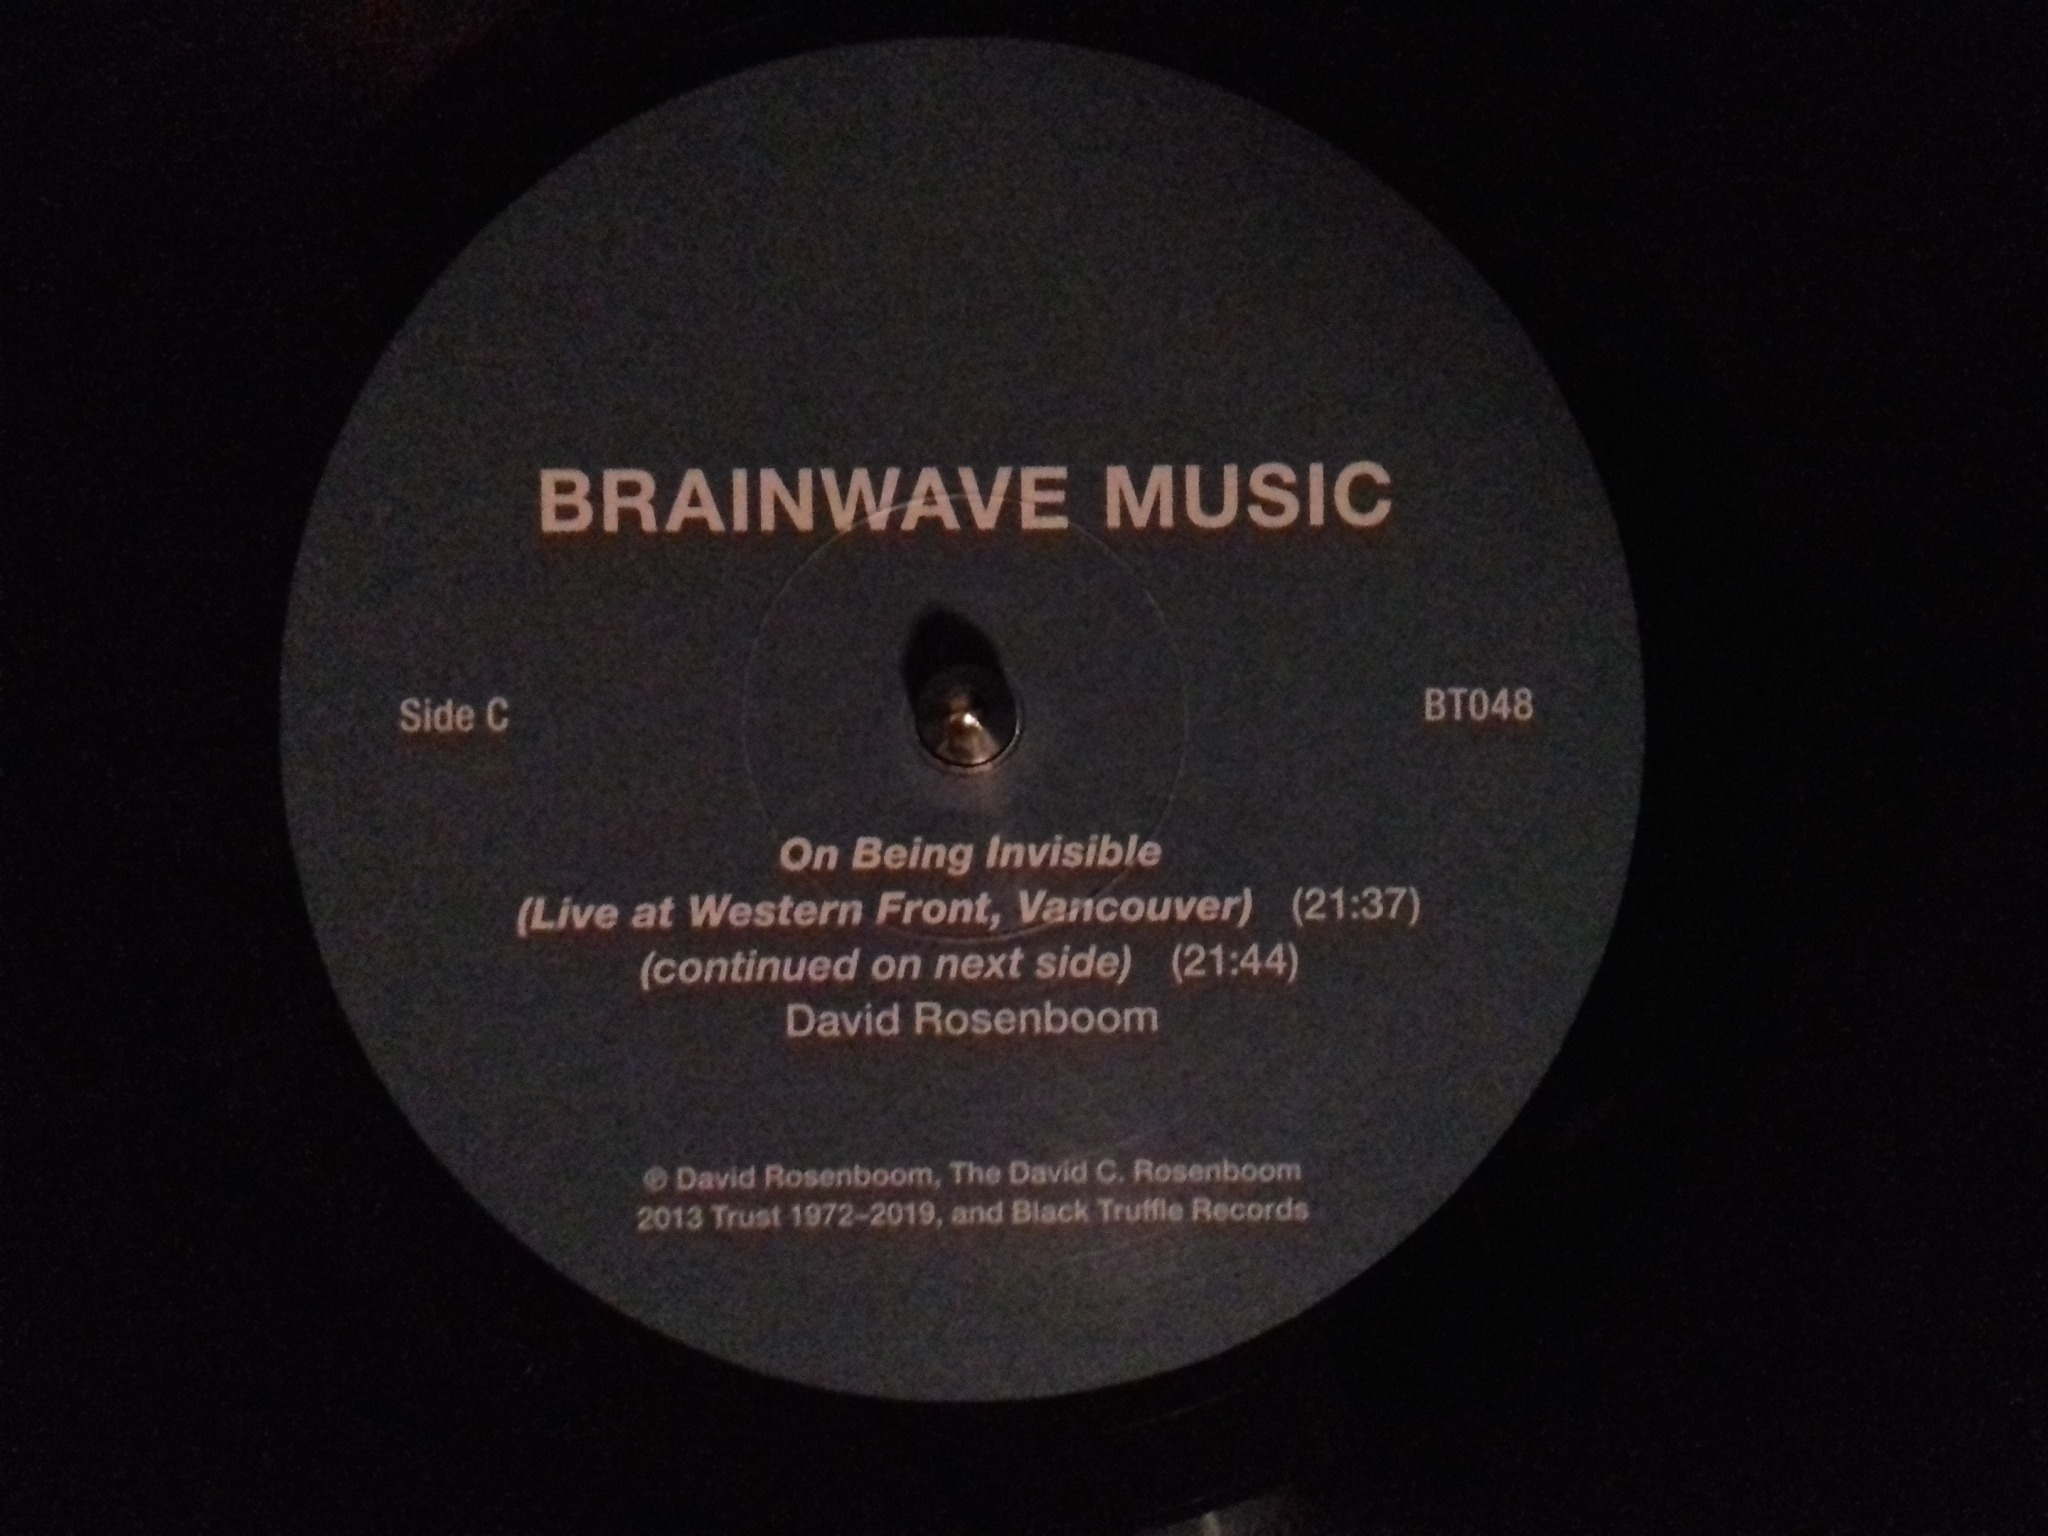 BRAINWAVE MUSIC
Side C
BT048
On Being Invisible
(Live at Western Front, Vancouver) (21:37)
(continued on next side) (21:44)
David Rosenboom
℗ David Rosenboom, The David C. Rosenboom
2013 Trust 1972–2019, and Black Truffle Records